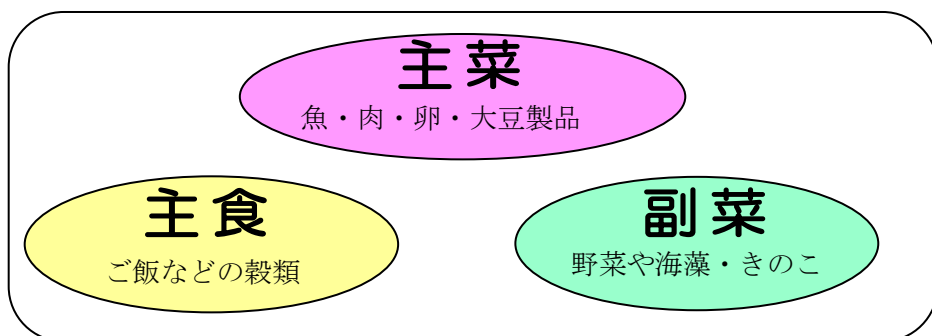 主菜
魚・肉・卵・大豆製品
主食
ご飯などの穀類
副菜
野菜や海藻・きのこ